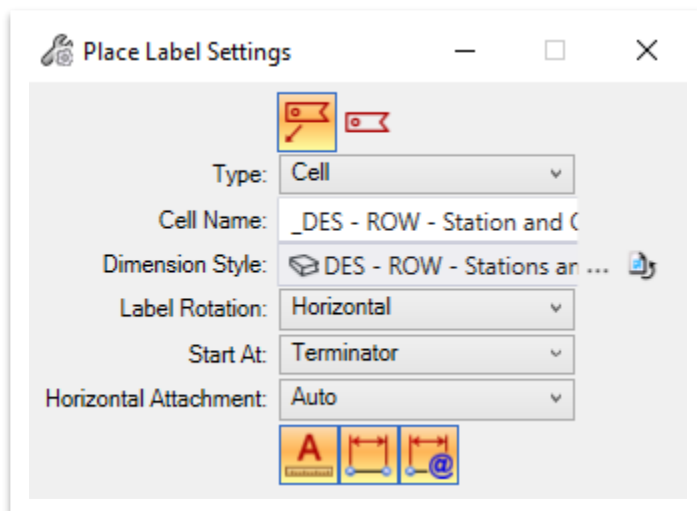 Place Label Settings
Type: Cell
Cell Name: _DES - ROW - Station and
Dimension Style: DES - ROW - Stations an ...
Label Rotation: Horizontal
Start At: Terminator
Horizontal Attachment: Auto
A @